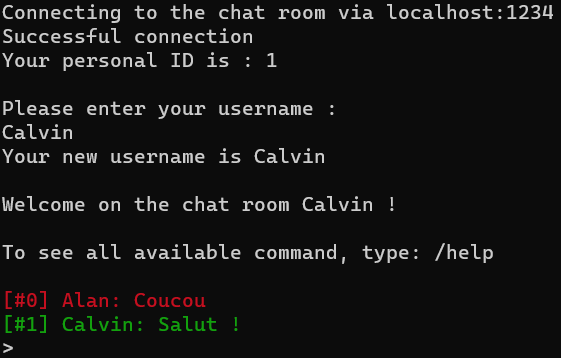 Connecting to the chat room via localhost:1234
Successful connection
Your personal ID is : 1
Please enter your username :
Calvin
Your new username is Calvin
Welcome on the chat room Calvin !
To see all available command, type: /help
[#0] Alan: Coucou
[#1] Calvin: Salut !
>